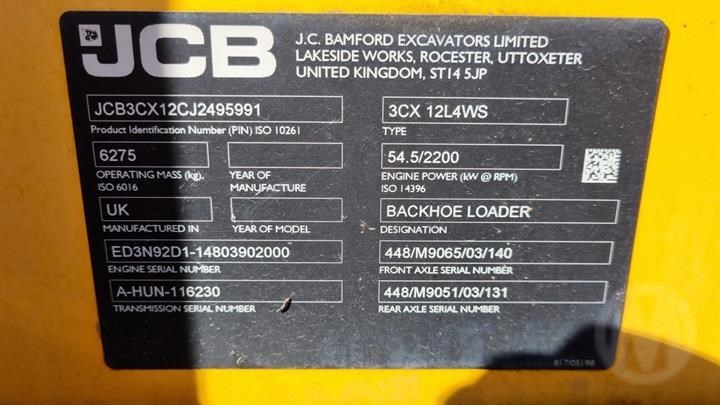 JCB
J.C. BAMFORD EXCAVATORS LIMITED
LAKESIDE WORKS, ROCESTER, UTTOXETER
UNITED KINGDOM, ST14 5JP
JCB3CX12CJ2495991
Product Identification Number (PIN) ISO 10261
3CX 12L4WS
TYPE
6275
OPERATING MASS (kg).
ISO 6016
YEAR OF
MANUFACTURE
54.5/2200
ENGINE POWER (kW @ RPM)
ISO 14396
UK
MANUFACTURED IN
YEAR OF MODEL
BACKHOE LOADER
DESIGNATION
ED3N92D1-14803902000
ENGINE SERIAL NUMBER
448/M9065/03/140
FRONT AXLE SERIAL NUMBER
A-HUN-116230
TRANSMISSION SERIAL NUMBER
448/M9051/03/131
REAR AXLE SERIAL NUMBER
817/05198
M